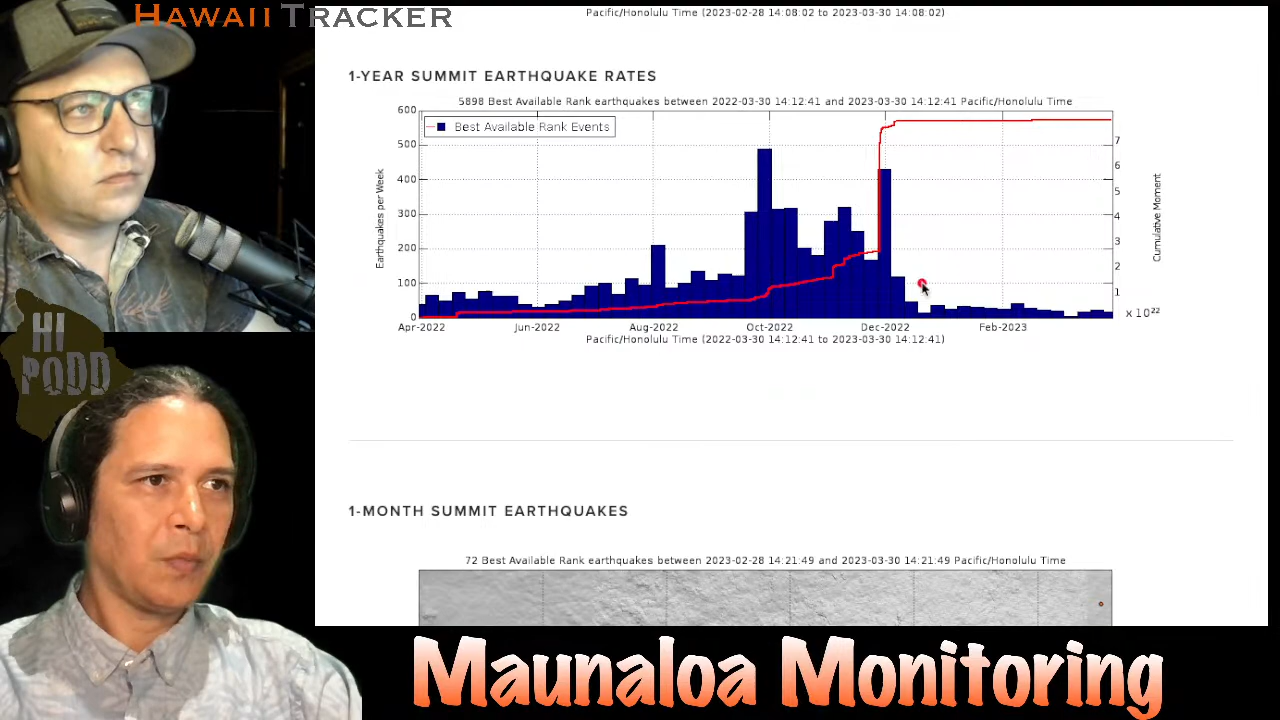 HAWAII TRACKER
Pacific/Honolulu Time (2023-02-28 14:08:02 to 2023-03-30 14:08:02)
1-YEAR SUMMIT EARTHQUAKE RATES
5898 Best Available Rank earthquakes between 2022-03-30 14:12:41 and 2023-03-30 14:12:41 Pacific/Honolulu Time
Best Available Rank Events
600
500
400
300
200
100
0
Earthquakes per Week
7
6
5
4
3
2
1
Cumulative Moment
x 10²²
Apr-2022 Jun-2022 Aug-2022 Oct-2022 Dec-2022 Feb-2023
Pacific/Honolulu Time (2022-03-30 14:12:41 to 2023-03-30 14:12:41)
HI
PODD
1-MONTH SUMMIT EARTHQUAKES
72 Best Available Rank earthquakes between 2023-02-28 14:21:49 and 2023-03-30 14:21:49 Pacific/Honolulu Time
Maunaloa Monitoring